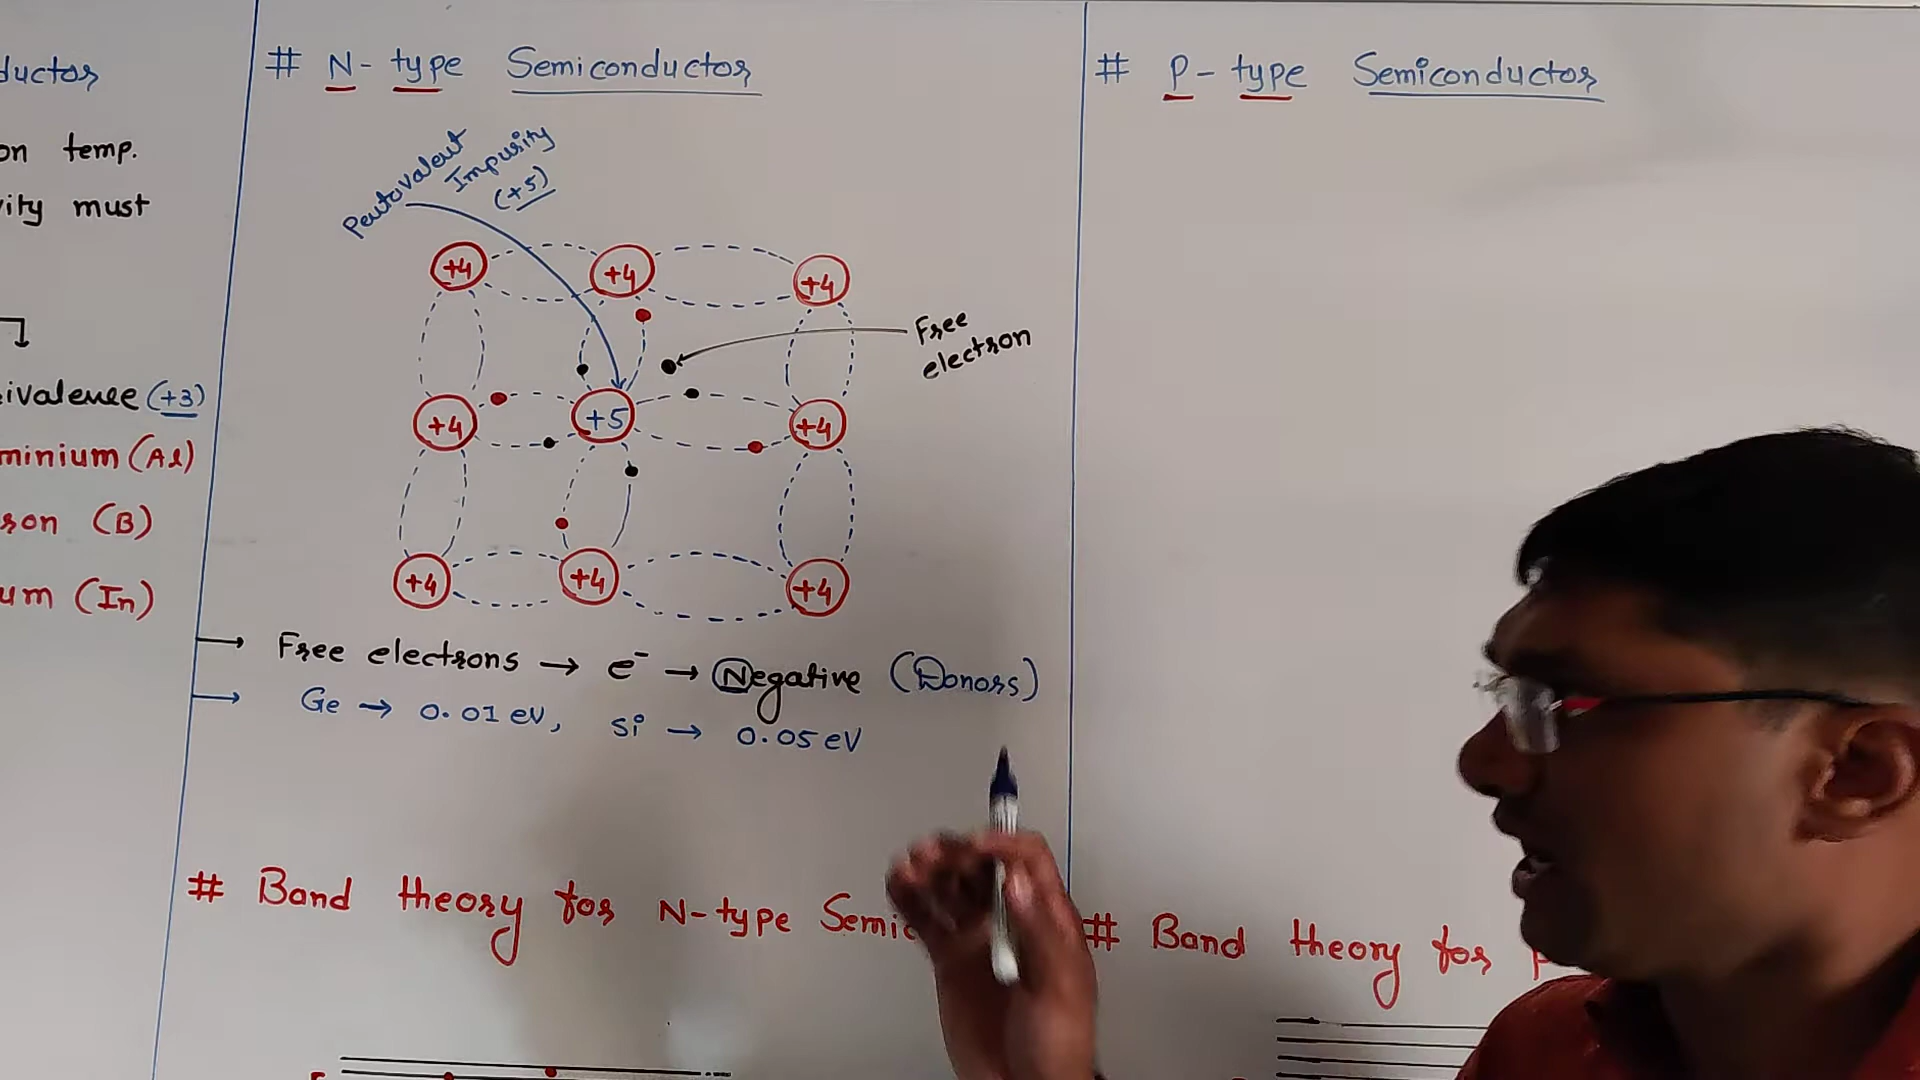 ductor
on temp.
vity must
ivalence (+3)
minium (Al)
ron (B)
um (In)
# N-type Semiconductor
Pentavalent
Impurity
(+5)
+4 +4 +4
Free
electron
+4 +5 +4
+4 +4 +4
→ Free electrons → e⁻ → Negative (Donors)
→ Ge → 0.01 eV, Si → 0.05 eV
# Band theory for N-type Semic
# P-type Semiconductor
# Band theory for P